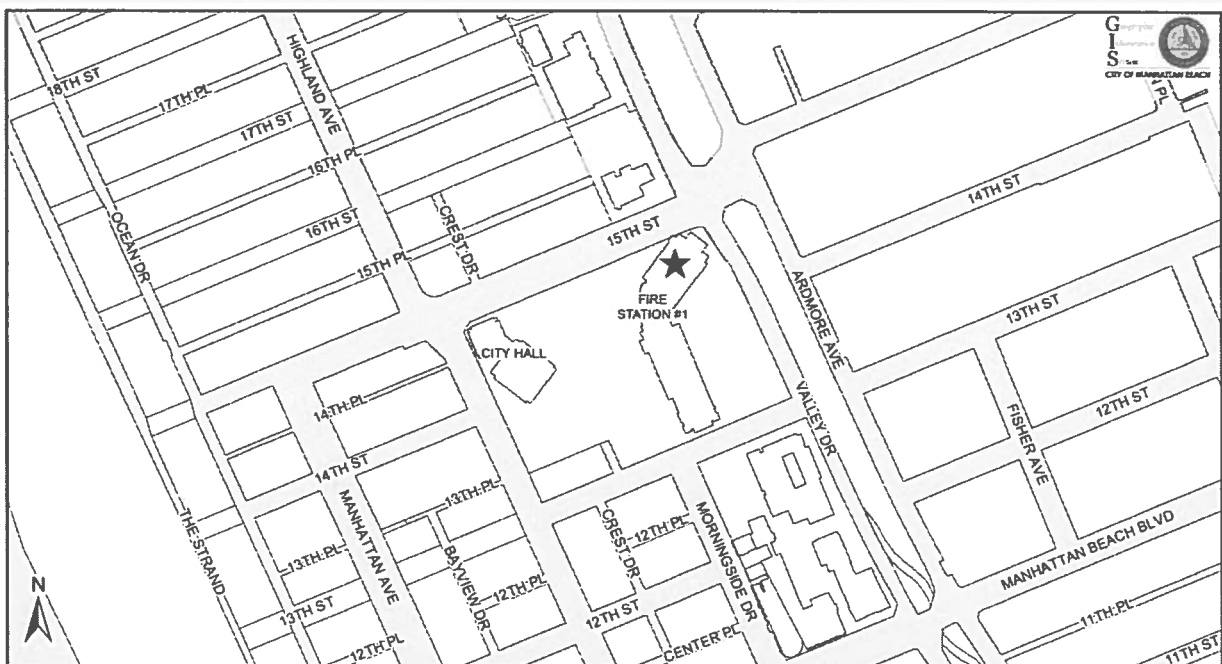 G
I
S
CITY OF MANHATTAN BEACH
18TH ST
17TH PL
17TH ST
16TH PL
16TH ST
15TH PL
HIGHLAND AVE
OCEAN DR
CREST DR
15TH ST
14TH ST
13TH ST
12TH ST
ARDMORE AVE
VALLEY DR
FISHER AVE
FIRE
STATION #1
CITY HALL
14TH PL
14TH ST
13TH PL
13TH PL
13TH ST
12TH PL
THE STRAND
MANHATTAN AVE
BAYVIEW DR
12TH PL
CREST DR
12TH PL
12TH ST
MORNINGSIDE DR
CENTER PL
MANHATTAN BEACH BLVD
11TH PL
11TH ST
PL
N